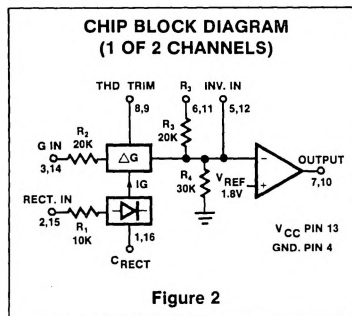 CHIP BLOCK DIAGRAM
(1 OF 2 CHANNELS)
THD TRIM
8,9
R3
6,11
INV. IN
5,12
R3
20K
G IN
3,14
R2
20K
△G
IG
R4
30K
VREF
1.8V
−
+
OUTPUT
7,10
RECT. IN
2,15
R1
10K
1,16
CRECT
VCC PIN 13
GND. PIN 4
Figure 2